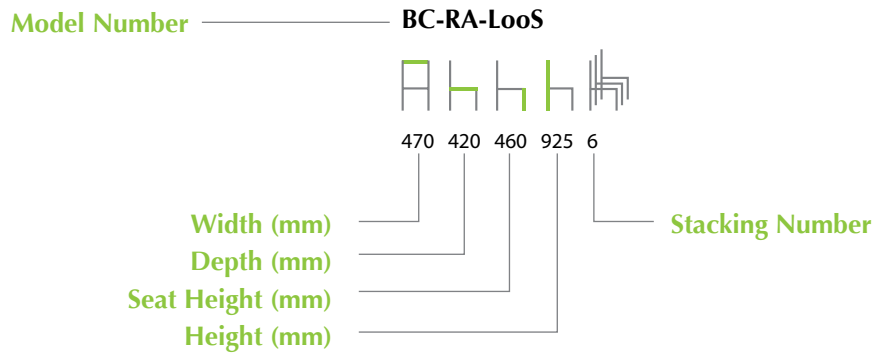 Model Number
BC-RA-LooS
470 420 460 925 6
Width (mm)
Stacking Number
Depth (mm)
Seat Height (mm)
Height (mm)